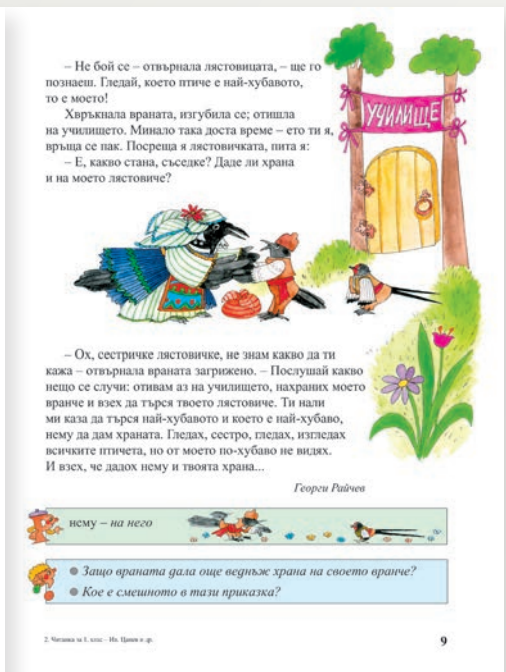 – Не бой се – отвърнала лястовицата, – ще го
познаеш. Гледай, което птиче е най-хубавото,
то е моето!
Хвръкнала враната, изгубила се; отишла
на училището. Минало така доста време – ето ти я,
връща се пак. Посреща я лястовичката, пита я:
– Е, какво стана, съседке? Даде ли храна
и на моето лястовиче?
УЧИЛИЩЕ
– Ох, сестричке лястовичке, не знам какво да ти
кажа – отвърнала враната загрижено. – Послушай какво
нещо се случи: отивам аз на училището, нахраних моето
вранче и взех да търся твоето лястовиче. Ти нали
ми каза да търся най-хубавото и което е най-хубаво,
нему да дам храната. Гледах, сестро, гледах, изгледах
всичките птичета, но от моето по-хубаво не видях.
И взех, че дадох нему и твоята храна...
Георги Райчев
нему – на него
● Защо враната дала още веднъж храна на своето вранче?
● Кое е смешното в тази приказка?
2. Читанка за 1. клас – Ив. Цанев и др.
9